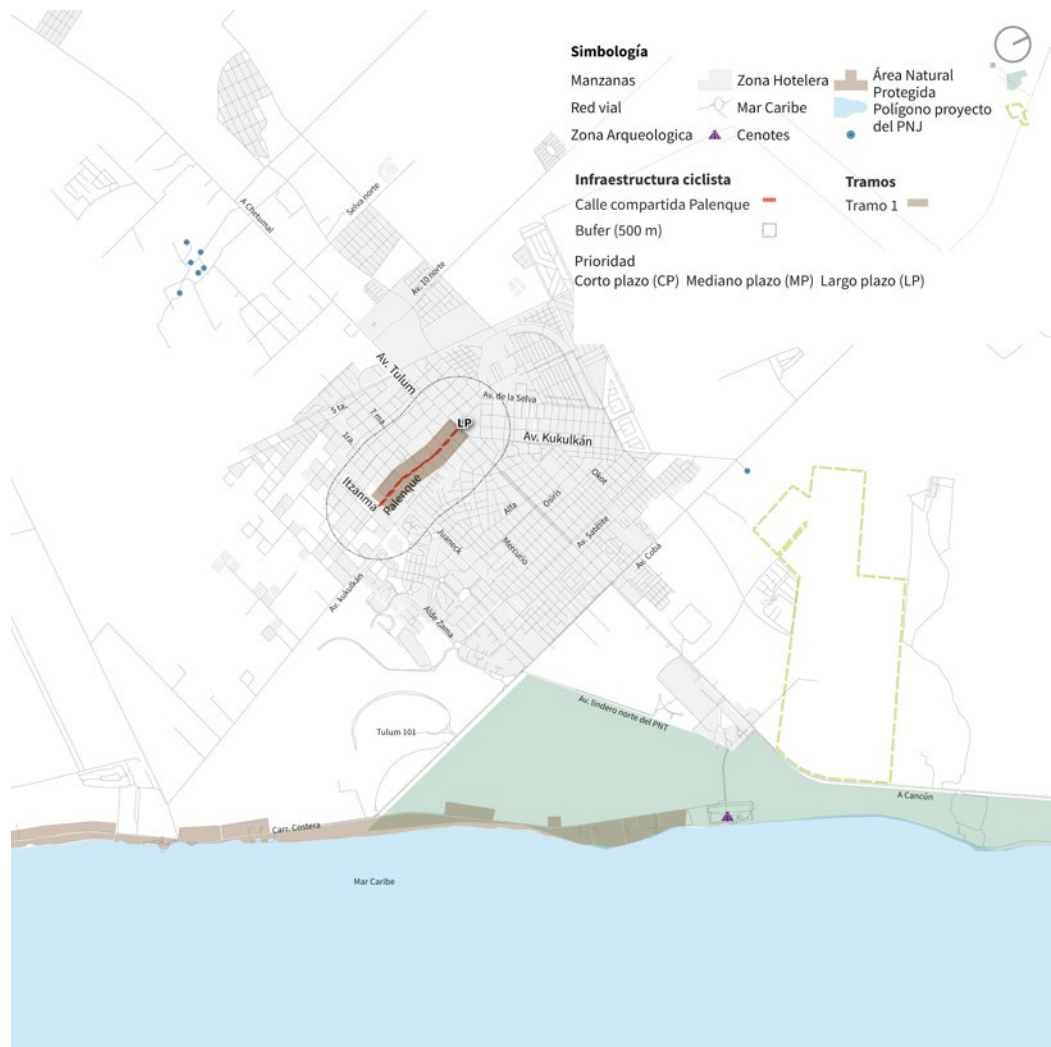 Simbología
Manzanas
Zona Hotelera
Área Natural
Protegida
Red vial
Mar Caribe
Polígono proyecto
del PNJ
Zona Arqueologica
Cenotes
Infraestructura ciclista
Tramos
Calle compartida Palenque
Tramo 1
Bufer (500 m)
Prioridad
Corto plazo (CP) Mediano plazo (MP) Largo plazo (LP)
A Chetumal
Selva norte
Av. 10 norte
Av. Tulum
Av. de la Selva
5 ta.
7 ma.
LP
1ra.
Av. Kukulkán
Itzanma
Palenque
Okot
Osiris
Alfa
Av. Satélite
Juaneck
Mercurio
Av. Coba
Av. kukulkán
Alde Zama
Av. lindero norte del PNT
Tulum 101
A Cancún
Carr. Costera
Mar Caribe